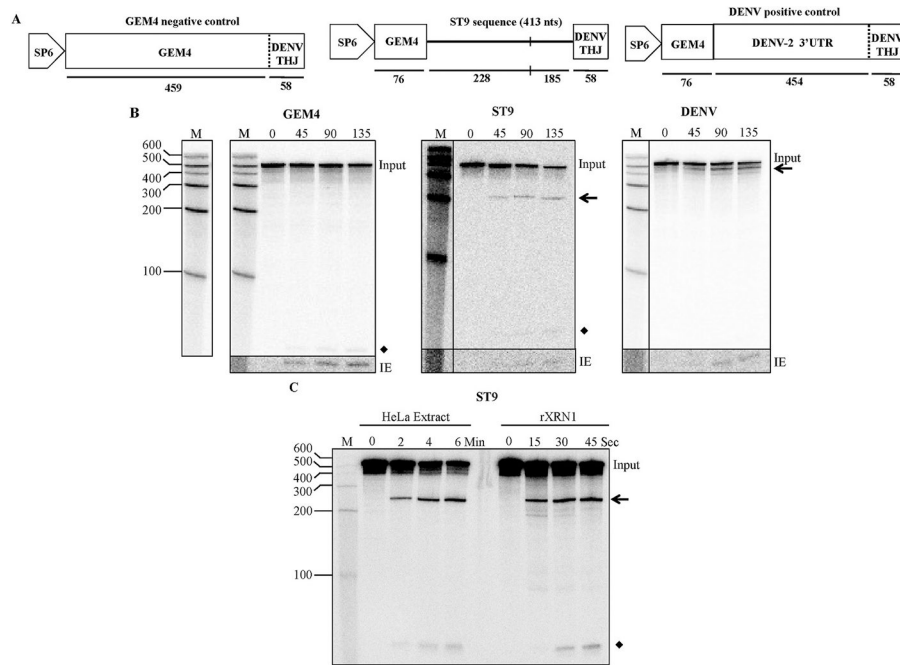 A
GEM4 negative control
SP6 GEM4 DENV THJ
459 58
ST9 sequence (413 nts)
SP6 GEM4 DENV THJ
76 228 185 58
DENV positive control
SP6 GEM4 DENV-2 3'UTR DENV THJ
76 454 58
B
GEM4
M M 0 45 90 135
600
500
400
300
200
100
Input
◆
IE
ST9
M 0 45 90 135
Input
←
◆
IE
DENV
M 0 45 90 135
Input
←
IE
C
ST9
HeLa Extract rXRN1
M 0 2 4 6 Min 0 15 30 45 Sec
600
500
400
300
200
100
Input
←
◆